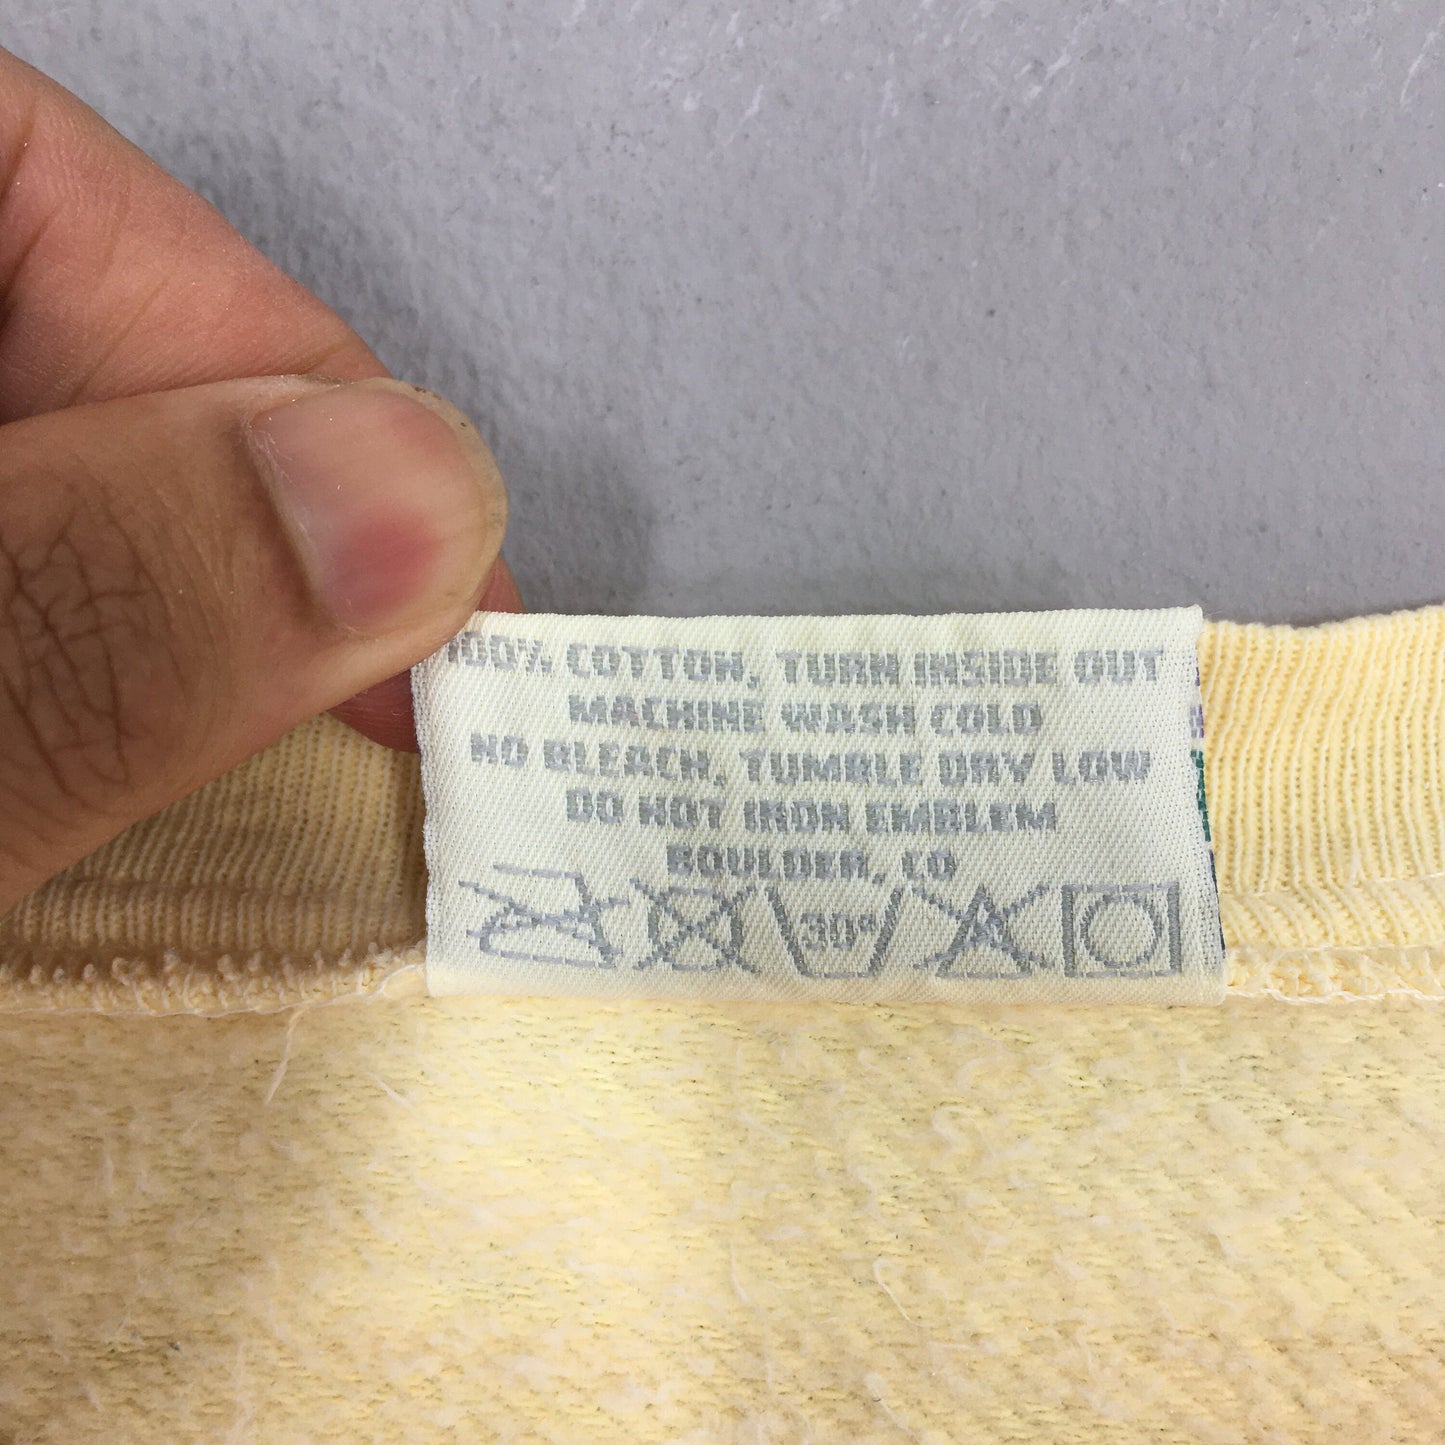 100% COTTON, TURN INSIDE OUT
MACHINE WASH COLD
NO BLEACH, TUMBLE DRY LOW
DO NOT IRON EMBLEM
BOULDER, CO
30°